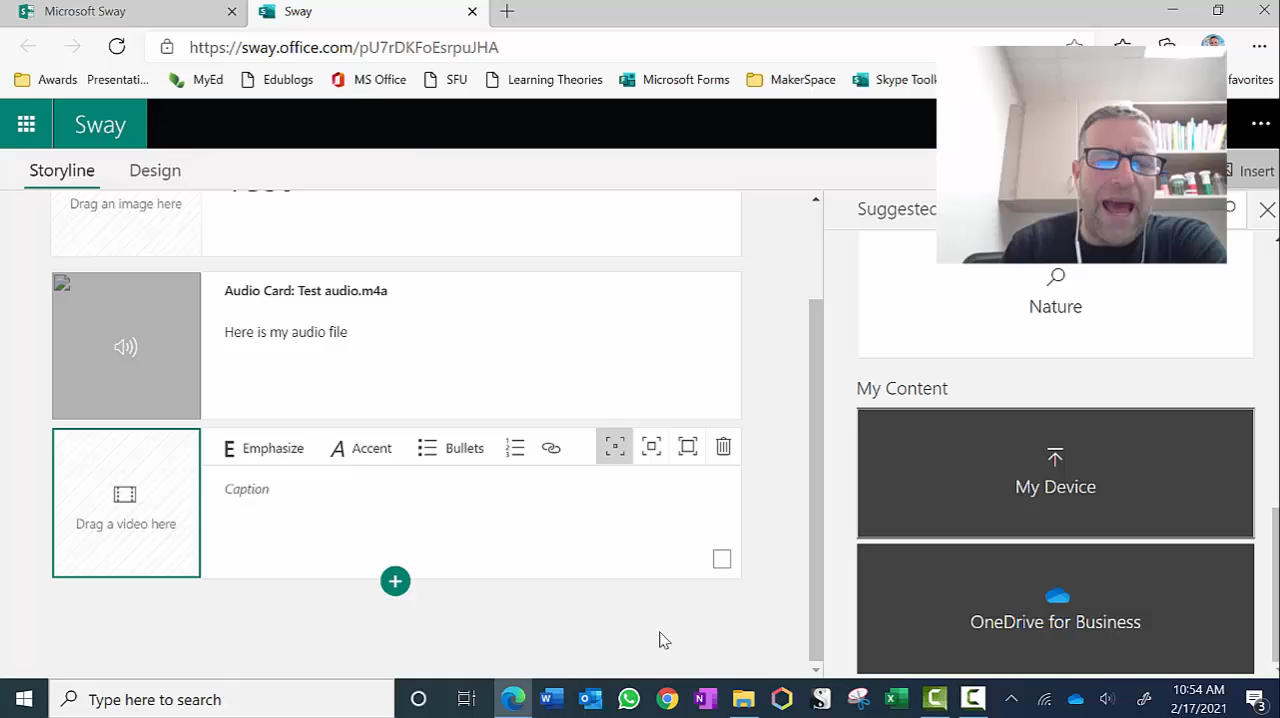 Microsoft Sway
Sway
https://sway.office.com/pU7rDKFoEsrpuJHA
Awards
Presentati...
MyEd
Edublogs
MS Office
SFU
Learning Theories
Microsoft Forms
MakerSpace
Skype Toolk
favorites
Sway
Storyline
Design
Insert
Drag an image here
Suggested
Audio Card: Test audio.m4a
Here is my audio file
Nature
My Content
Emphasize
Accent
Bullets
Caption
Drag a video here
My Device
OneDrive for Business
Type here to search
10:54 AM
2/17/2021
3